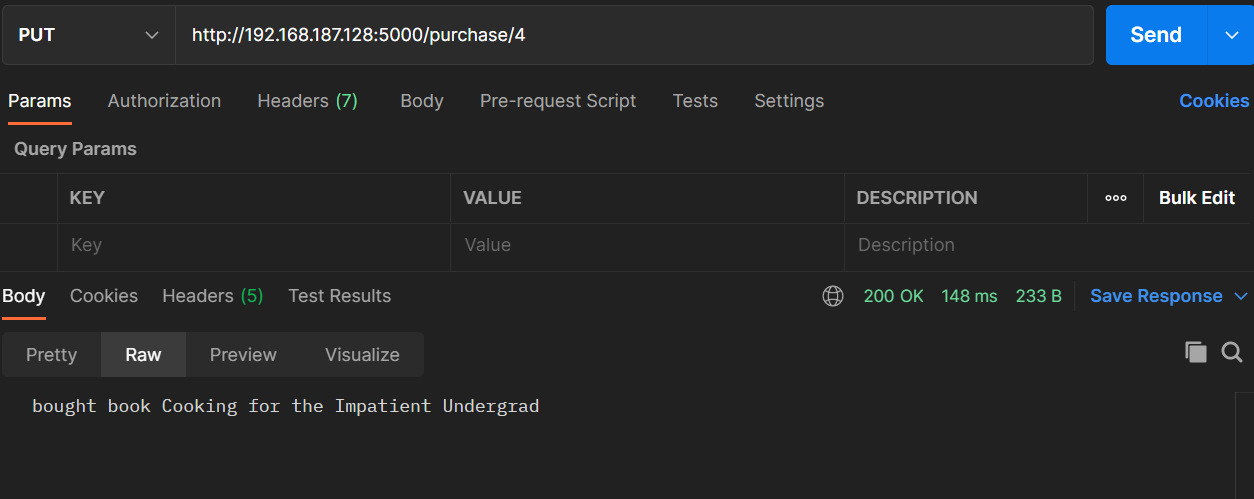 PUT http://192.168.187.128:5000/purchase/4 Send
Params Authorization Headers (7) Body Pre-request Script Tests Settings Cookies
Query Params
KEY VALUE DESCRIPTION ooo Bulk Edit
Key Value Description
Body Cookies Headers (5) Test Results 200 OK 148 ms 233 B Save Response
Pretty Raw Preview Visualize
bought book Cooking for the Impatient Undergrad